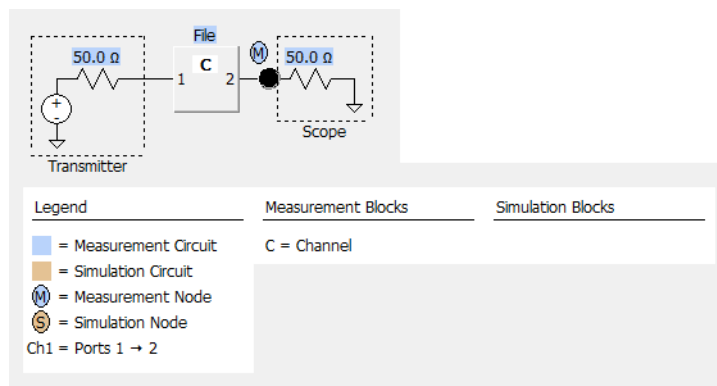 File
50.0 Ω
C
1
2
M
50.0 Ω
+
-
Transmitter
Scope
Legend
= Measurement Circuit
= Simulation Circuit
M = Measurement Node
S = Simulation Node
Ch1 = Ports 1 → 2
Measurement Blocks
C = Channel
Simulation Blocks